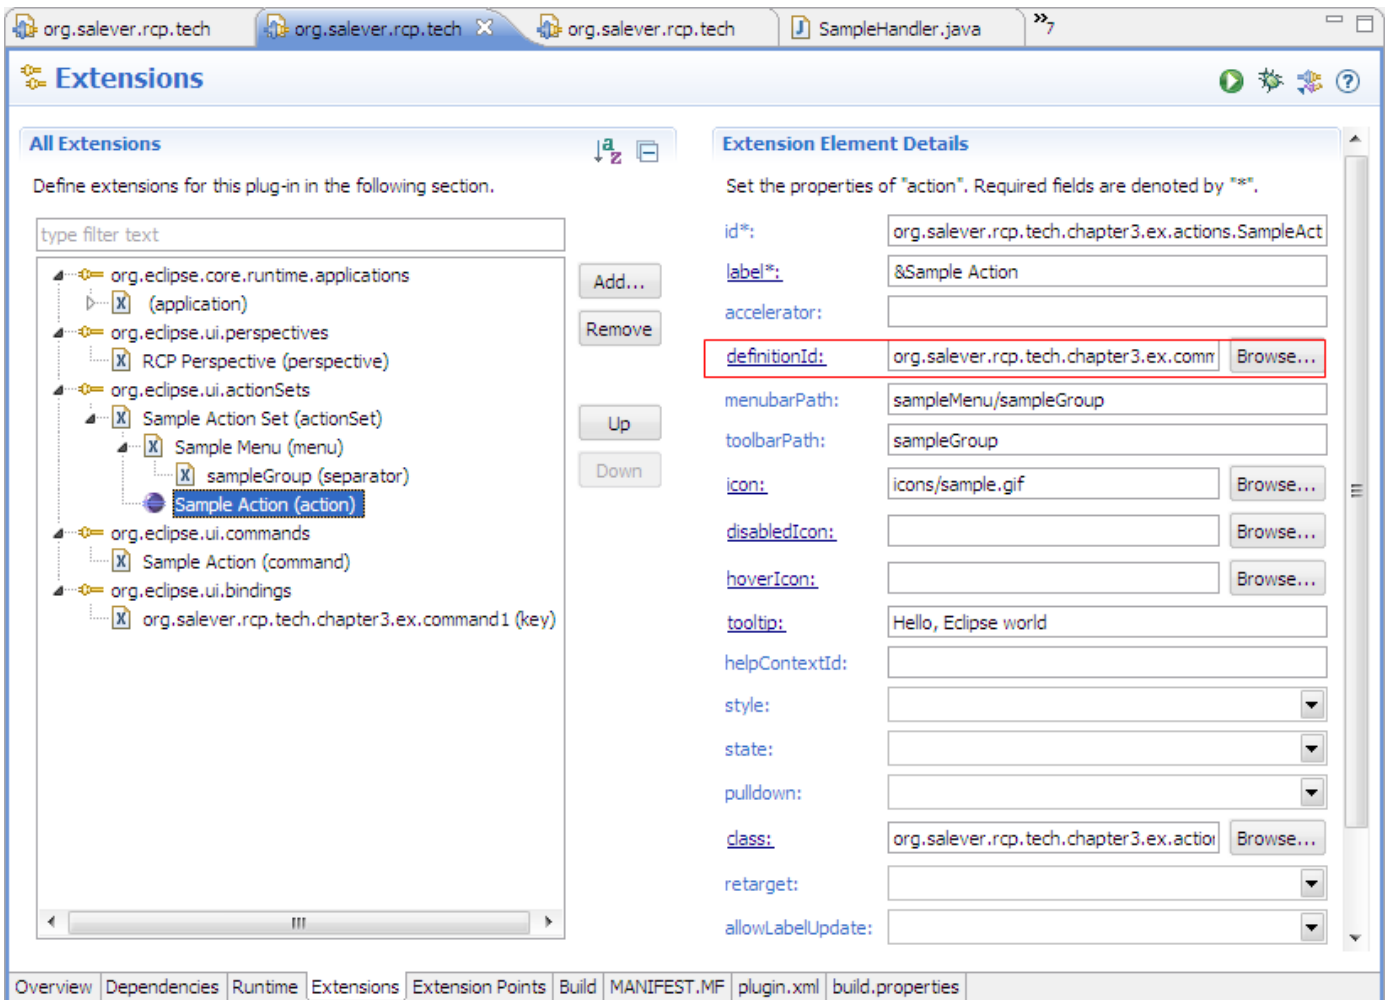 org.salever.rcp.tech org.salever.rcp.tech org.salever.rcp.tech SampleHandler.java »7
Extensions
All Extensions
Define extensions for this plug-in in the following section.
type filter text
org.eclipse.core.runtime.applications
(application)
org.eclipse.ui.perspectives
RCP Perspective (perspective)
org.eclipse.ui.actionSets
Sample Action Set (actionSet)
Sample Menu (menu)
sampleGroup (separator)
Sample Action (action)
org.eclipse.ui.commands
Sample Action (command)
org.eclipse.ui.bindings
org.salever.rcp.tech.chapter3.ex.command1 (key)
Add...
Remove
Up
Down
Extension Element Details
Set the properties of "action". Required fields are denoted by "*".
id*: org.salever.rcp.tech.chapter3.ex.actions.SampleAct
label*: &Sample Action
accelerator:
definitionId: org.salever.rcp.tech.chapter3.ex.comm Browse...
menubarPath: sampleMenu/sampleGroup
toolbarPath: sampleGroup
icon: icons/sample.gif Browse...
disabledIcon: Browse...
hoverIcon: Browse...
tooltip: Hello, Eclipse world
helpContextId:
style:
state:
pulldown:
class: org.salever.rcp.tech.chapter3.ex.action Browse...
retarget:
allowLabelUpdate:
Overview Dependencies Runtime Extensions Extension Points Build MANIFEST.MF plugin.xml build.properties